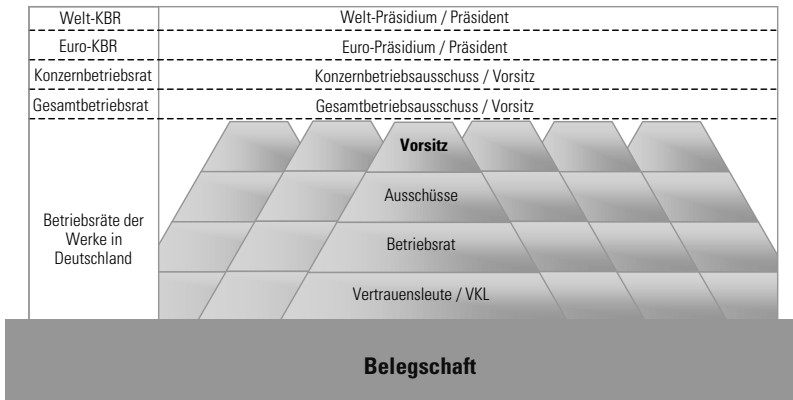 Welt-KBR
Welt-Präsidium / Präsident
Euro-KBR
Euro-Präsidium / Präsident
Konzernbetriebsrat
Konzernbetriebsausschuss / Vorsitz
Gesamtbetriebsrat
Gesamtbetriebsausschuss / Vorsitz
Betriebsräte der
Werke in
Deutschland
Vorsitz
Ausschüsse
Betriebsrat
Vertrauensleute / VKL
Belegschaft